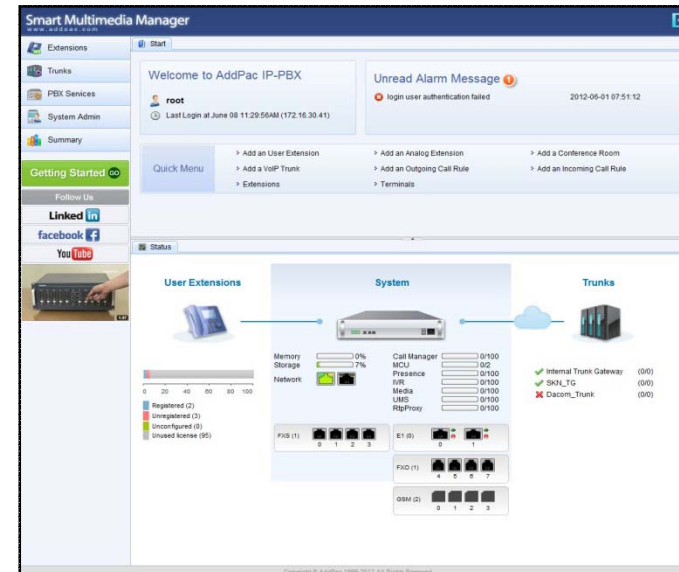 Smart Multimedia Manager
www.addpac.com
Extensions
Trunks
PBX Services
System Admin
Summary
Getting Started GO
Follow Us
Linked in
facebook f
You Tube
Start
Welcome to AddPac IP-PBX
root
Last Login at June 08 11:29:56AM (172.16.30.41)
Unread Alarm Message
login user authentication failed 2012-06-01 07:51:12
Quick Menu
> Add an User Extension > Add an Analog Extension > Add a Conference Room
> Add a VoIP Trunk > Add an Outgoing Call Rule > Add an Incoming Call Rule
> Extensions > Terminals
Status
User Extensions
0 20 40 60 80 100
Registered (2)
Unregistered (3)
Unconfigured (0)
Unused license (95)
System
Memory 0%
Storage 7%
Network
Call Manager 0/100
MCU 0/2
Presence 0/100
IVR 0/100
Media 0/100
UMS 0/100
RtpProxy 0/100
FXS (1)
0 1 2 3
E1 (0)
0 1
FXO (1)
4 5 6 7
GSM (2)
0 1 2 3
Trunks
Internal Trunk Gateway (0/0)
SKN_TG (0/0)
Dacom_Trunk (0/0)